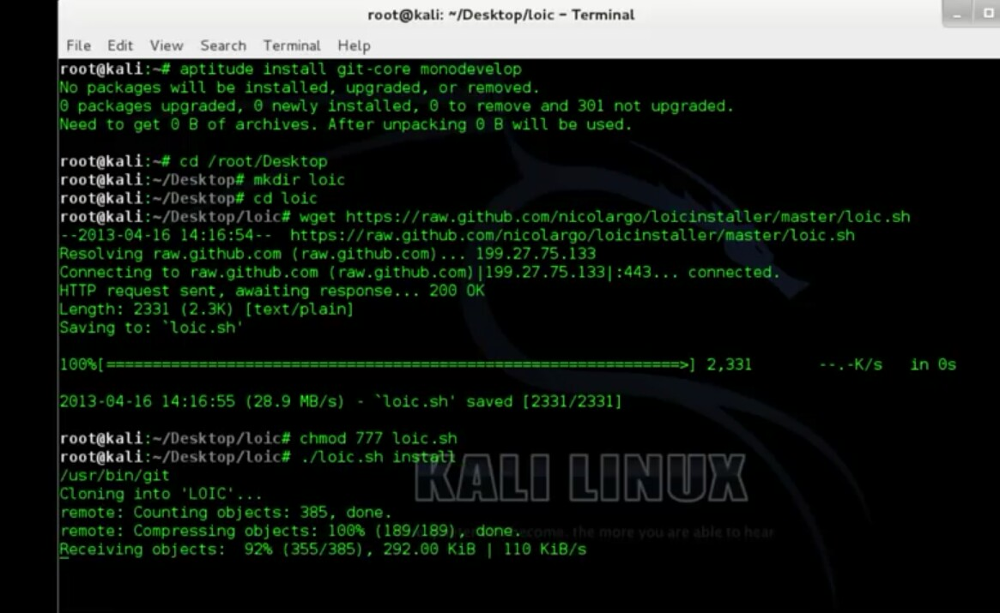 root@kali: ~/Desktop/loic - Terminal
File Edit View Search Terminal Help
root@kali:~# aptitude install git-core monodevelop
No packages will be installed, upgraded, or removed.
0 packages upgraded, 0 newly installed, 0 to remove and 301 not upgraded.
Need to get 0 B of archives. After unpacking 0 B will be used.
root@kali:~# cd /root/Desktop
root@kali:~/Desktop# mkdir loic
root@kali:~/Desktop# cd loic
root@kali:~/Desktop/loic# wget https://raw.github.com/nicolargo/loicinstaller/master/loic.sh
--2013-04-16 14:16:54--  https://raw.github.com/nicolargo/loicinstaller/master/loic.sh
Resolving raw.github.com (raw.github.com)... 199.27.75.133
Connecting to raw.github.com (raw.github.com)|199.27.75.133|:443... connected.
HTTP request sent, awaiting response... 200 OK
Length: 2331 (2.3K) [text/plain]
Saving to: `loic.sh'
100%[==============================================================>] 2,331       --.-K/s   in 0s
2013-04-16 14:16:55 (28.9 MB/s) - `loic.sh' saved [2331/2331]
root@kali:~/Desktop/loic# chmod 777 loic.sh
root@kali:~/Desktop/loic# ./loic.sh install
/usr/bin/git
KALI LINUX
Cloning into 'LOIC'...
remote: Counting objects: 385, done.
remote: Compressing objects: 100% (189/189), done.
the more you are able to hear
Receiving objects:  92% (355/385), 292.00 KiB | 110 KiB/s